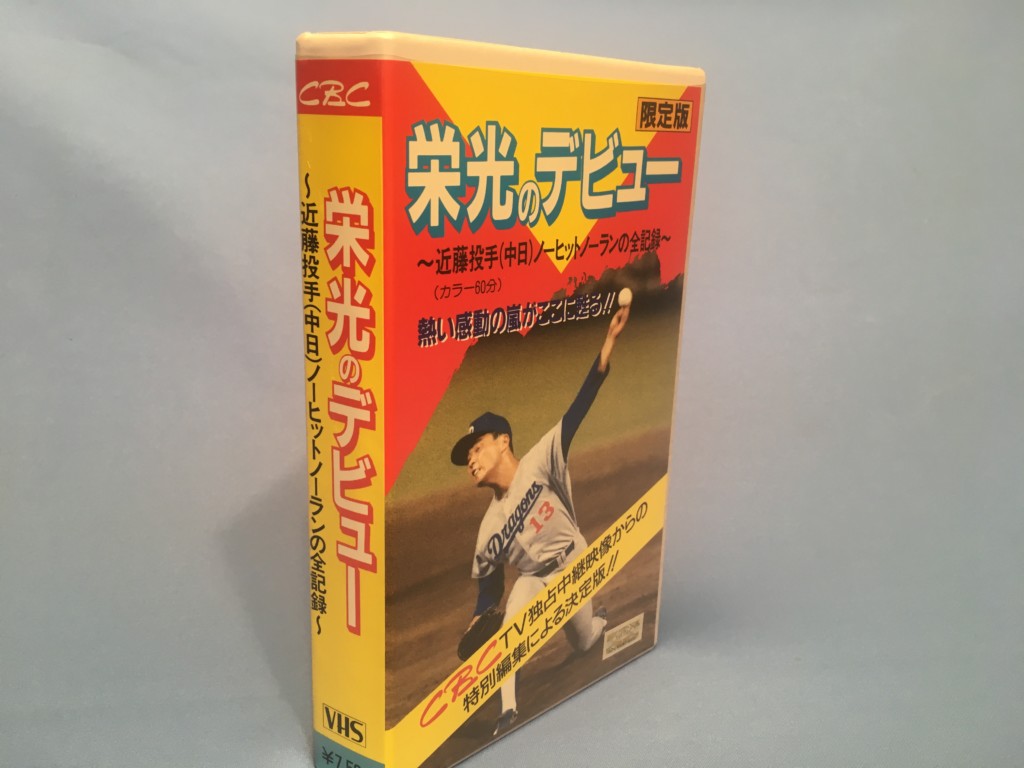 CBC
栄光のデビュー
〜近藤投手(中日)ノーヒットノーランの全記録〜
VHS
限定版
栄光のデビュー
〜近藤投手(中日)ノーヒットノーランの全記録〜
(カラー60分)
熱い感動の嵐がここに甦る!!
Dragons
13
CBCTV独占中継映像からの
特別編集による決定版!!